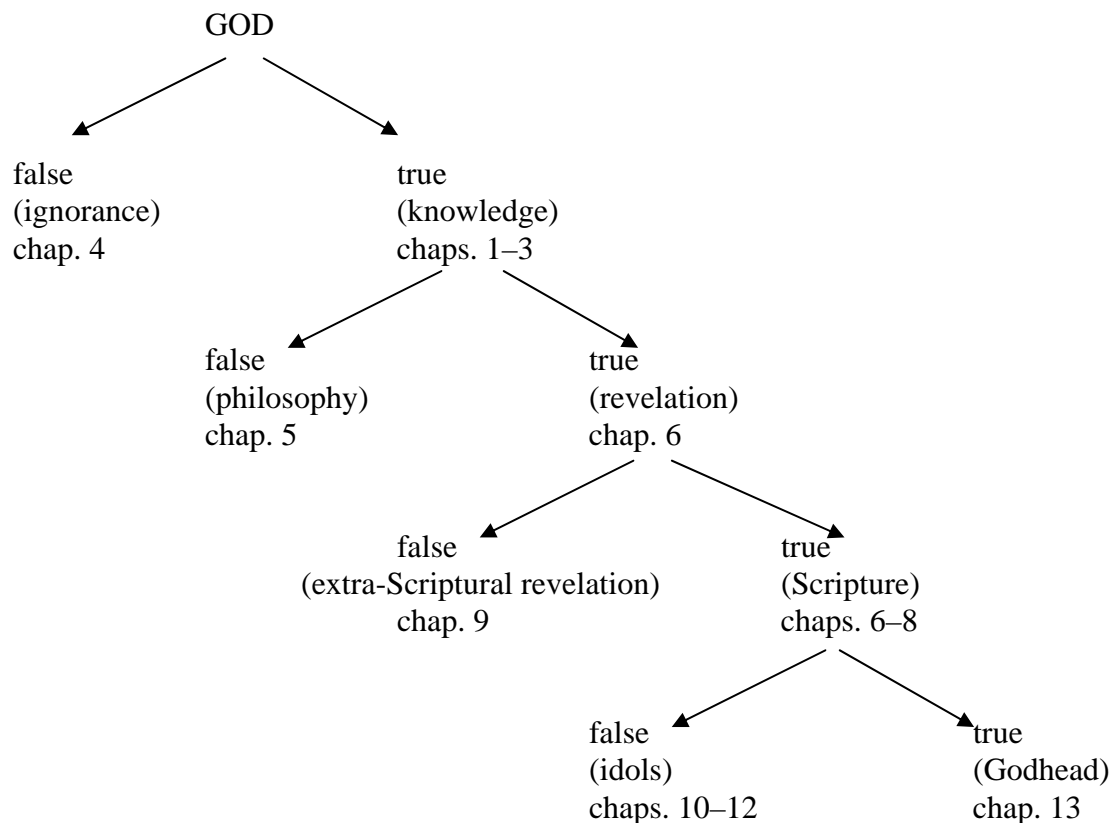 GOD
false
(ignorance)
chap. 4
true
(knowledge)
chaps. 1–3
false
(philosophy)
chap. 5
true
(revelation)
chap. 6
false
(extra-Scriptural revelation)
chap. 9
true
(Scripture)
chaps. 6–8
false
(idols)
chaps. 10–12
true
(Godhead)
chap. 13